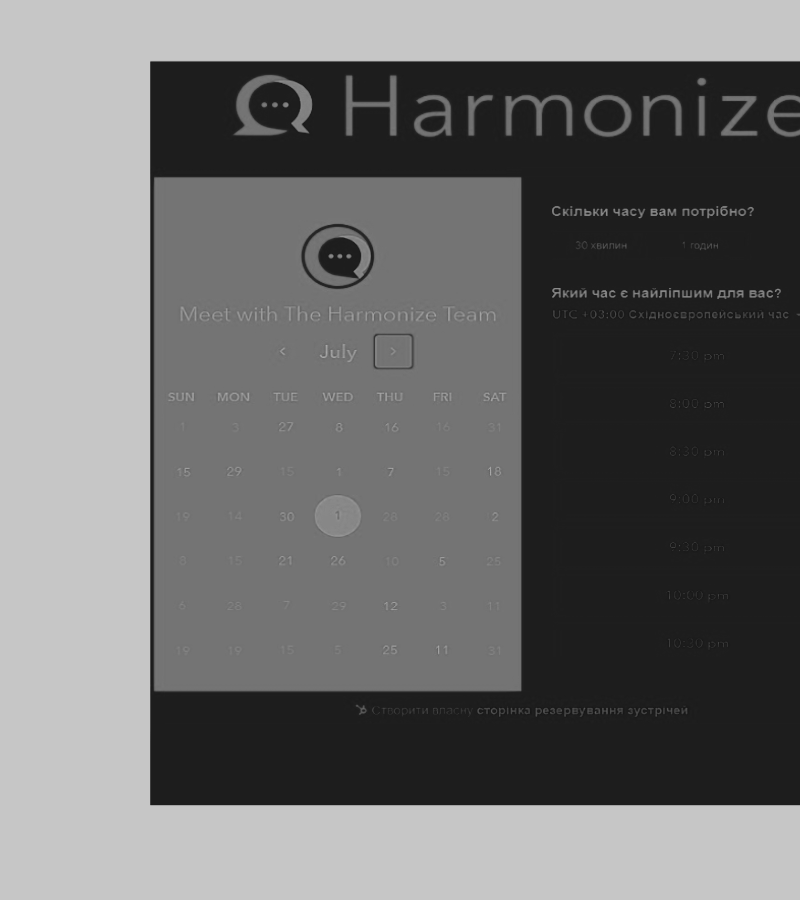 Harmonize
Meet with The Harmonize Team
July
SUN MON TUE WED THU FRI SAT
1 3 27 8 16 16 31
15 29 15 1 7 15 18
19 14 30 1 28 28 2
8 15 21 26 10 5 25
6 28 7 29 12 3 11
19 19 15 5 25 11 31
Скільки часу вам потрібно?
30 хвилин 1 годин
Який час є найліпшим для вас?
UTC +03:00 Східноєвропейський час
7:30 pm
8:00 pm
8:30 pm
9:00 pm
9:30 pm
10:00 pm
10:30 pm
Створити власну сторінка резервування зустрічей